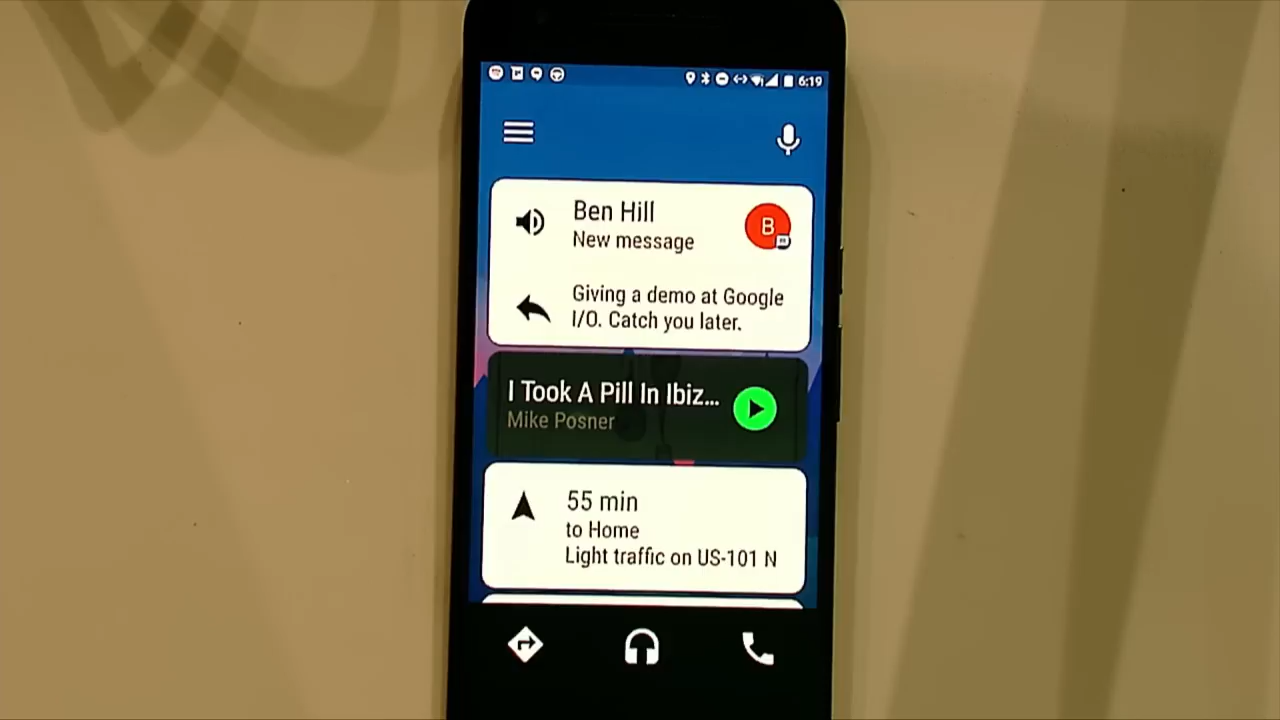 6:19
Ben Hill
B
New message
Giving a demo at Google
I/O. Catch you later.
I Took A Pill In Ibiz...
Mike Posner
55 min
to Home
Light traffic on US-101 N